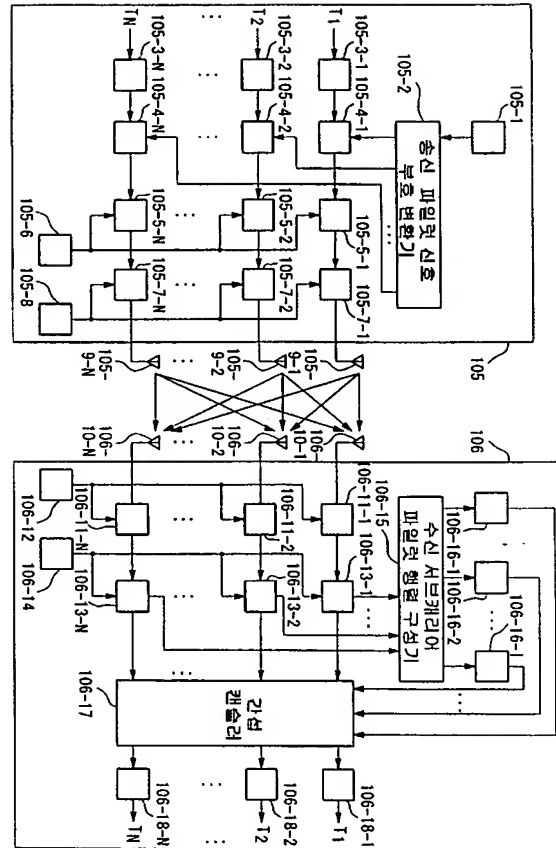 105
106
105-1
105-2
송신 파일럿 신호
부호 변환기
T1
105-3-1
105-4-1
105-5-1
105-7-1
105-
9-1
T2
105-3-2
105-4-2
105-5-2
105-7-2
105-
9-2
TN
105-3-N
105-4-N
105-5-N
105-7-N
105-
9-N
105-6
105-8
106-
10-1
106-11-1
106-13-1
106-15
수신 서브캐리어
파일럿 행렬 구성기
106-16-1
106-16-2
106-16-1
106-
10-2
106-11-2
106-13-2
106-
10-N
106-11-N
106-13-N
106-12
106-14
간섭
캔슬러
106-17
106-18-1
T1
106-18-2
T2
106-18-N
TN